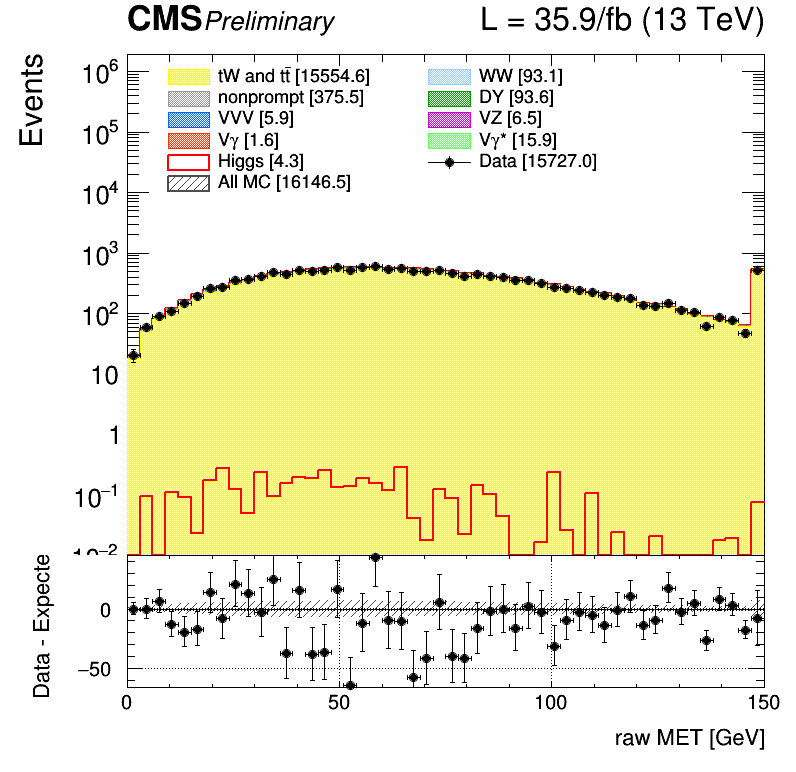 CMS Preliminary L = 35.9/fb (13 TeV)
Events
10⁶
10⁵
10⁴
10³
10²
10
1
10⁻¹
10⁻²
tW and tt̄ [15554.6]
nonprompt [375.5]
VVV [5.9]
Vγ [1.6]
Higgs [4.3]
All MC [16146.5]
WW [93.1]
DY [93.6]
VZ [6.5]
Vγ* [15.9]
Data [15727.0]
Data - Expecte
0
−50
0 50 100 150
raw MET [GeV]